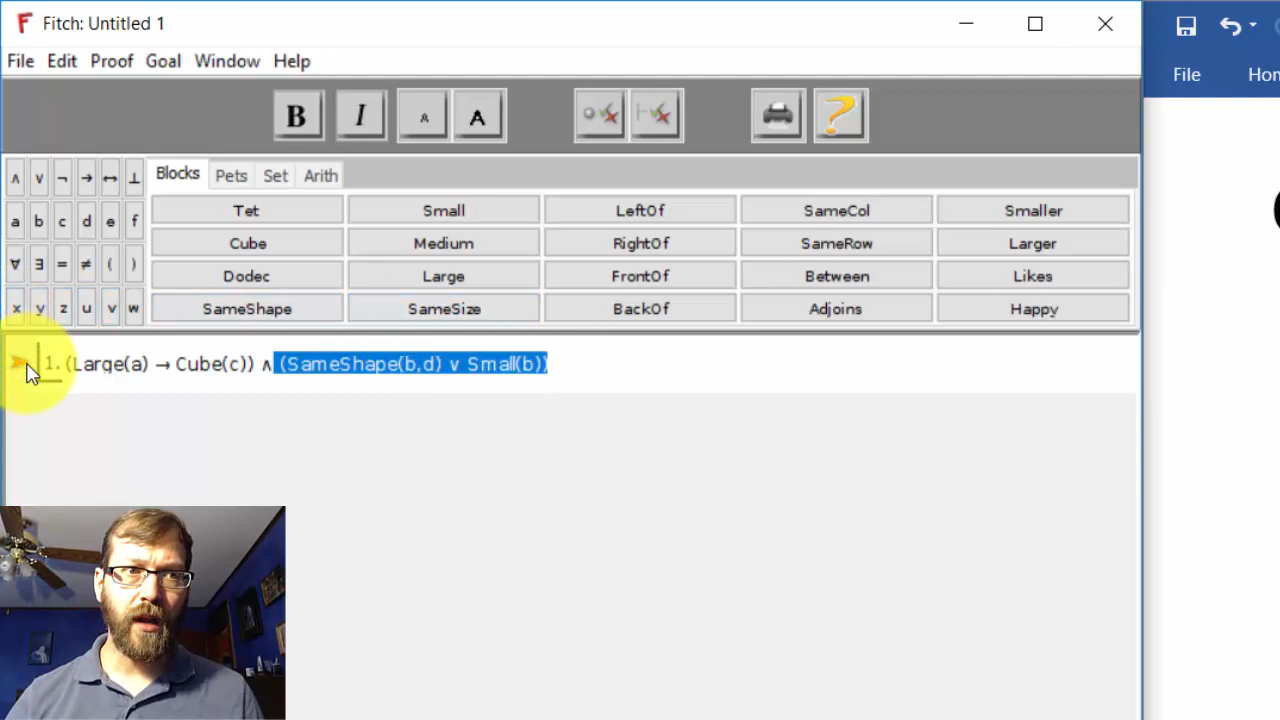 Fitch: Untitled 1
File Edit Proof Goal Window Help
B I A A
∧ ∨ ¬ → ↔ ⊥ Blocks Pets Set Arith
Tet Small LeftOf SameCol Smaller
a b c d e f Cube Medium RightOf SameRow Larger
∀ ∃ = ≠ ( ) Dodec Large FrontOf Between Likes
x y z u v w SameShape SameSize BackOf Adjoins Happy
1. (Large(a) → Cube(c)) ∧ (SameShape(b,d) ∨ Small(b))
File